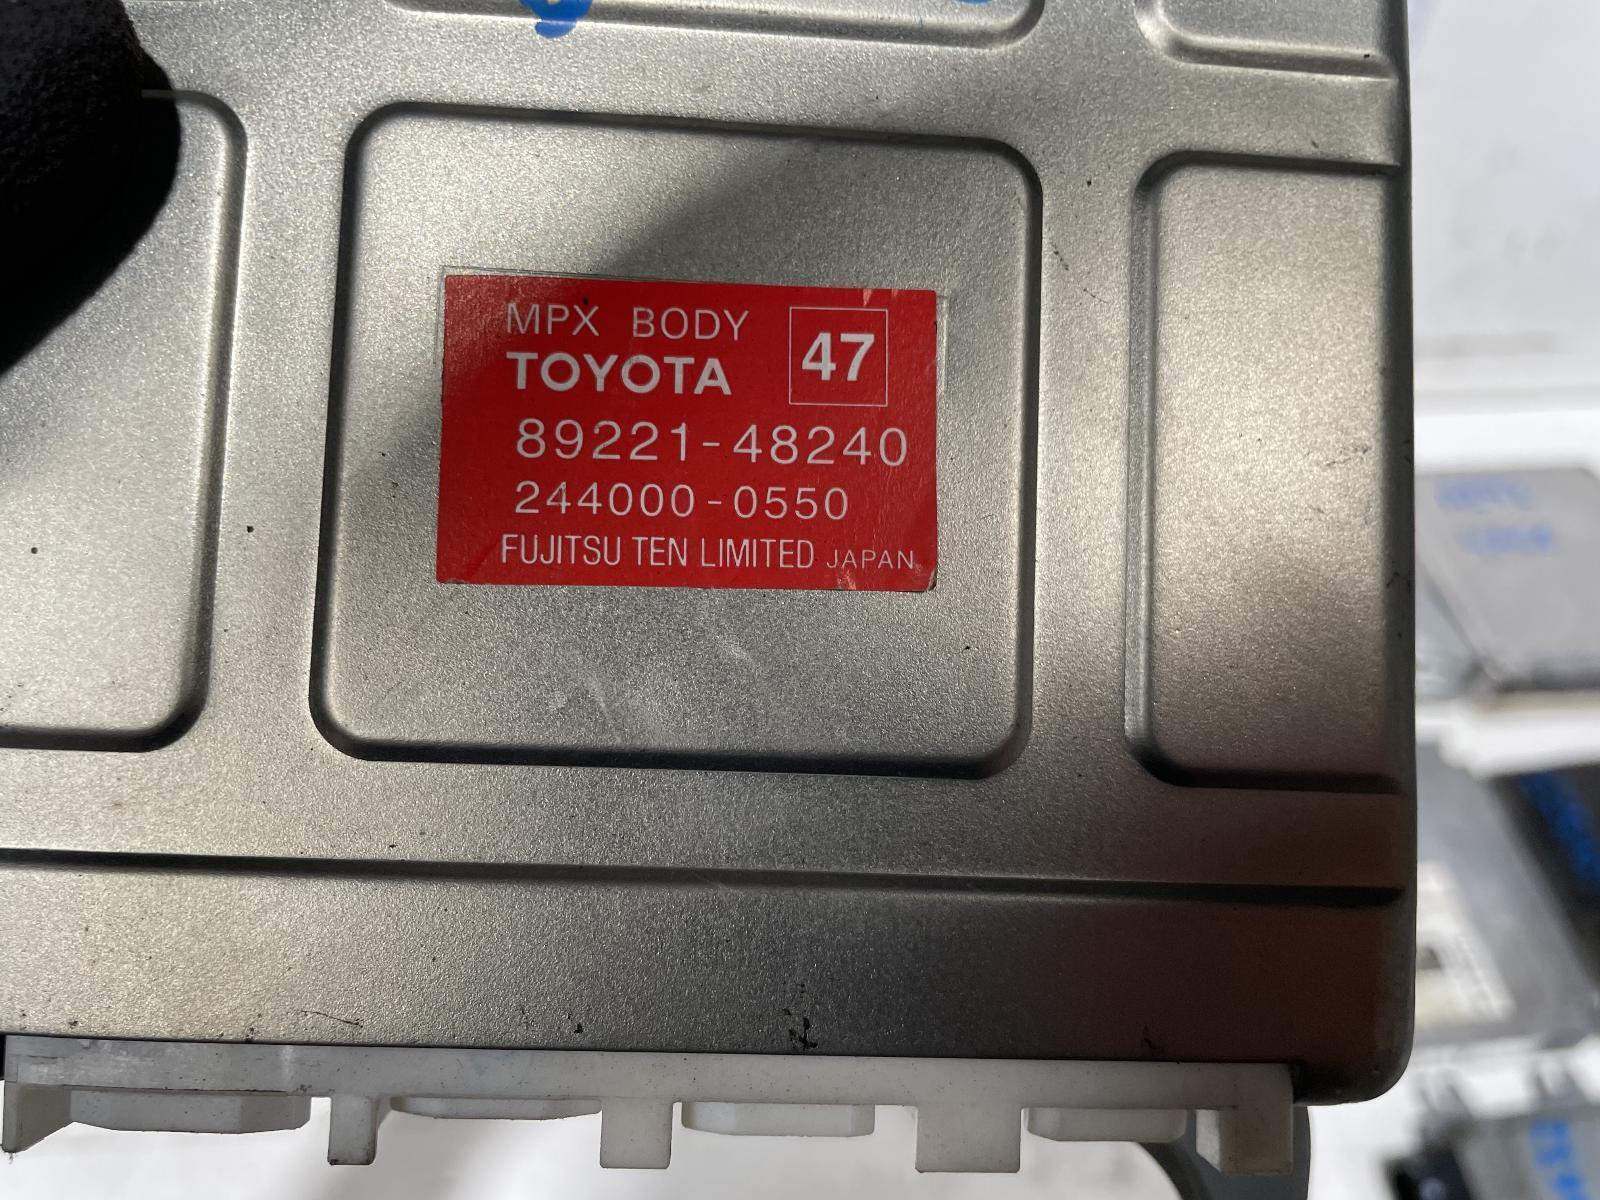 MPX BODY 47
TOYOTA
89221-48240
244000-0550
FUJITSU TEN LIMITED JAPAN